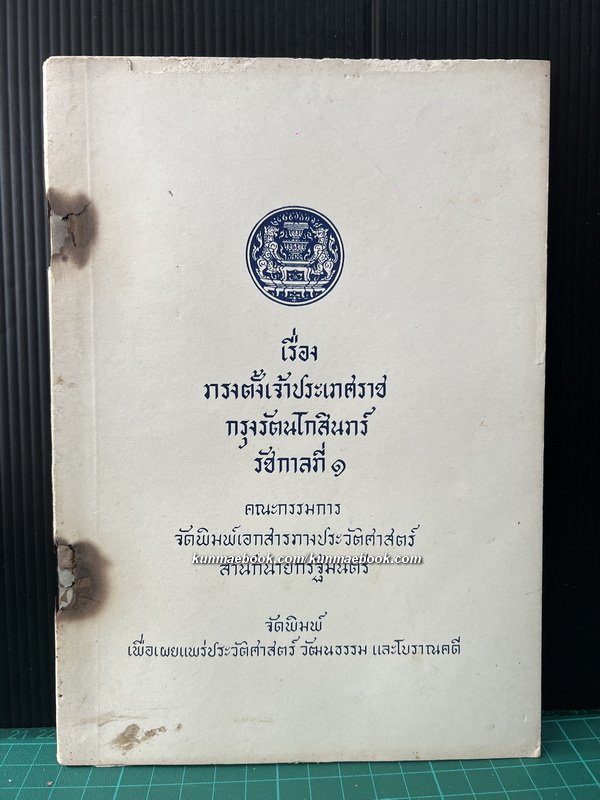 เรื่อง
ทรงตั้งเจ้าประเทศราช
กรุงรัตนโกสินทร์
รัชกาลที่ ๑
คณะกรรมการ
จัดพิมพ์เอกสารทางประวัติศาสตร์
kunmaebook.com/kunmaebook.com
สำนักนายกรัฐมนตรี
จัดพิมพ์
เพื่อเผยแพร่ประวัติศาสตร์ วัฒนธรรม และโบราณคดี